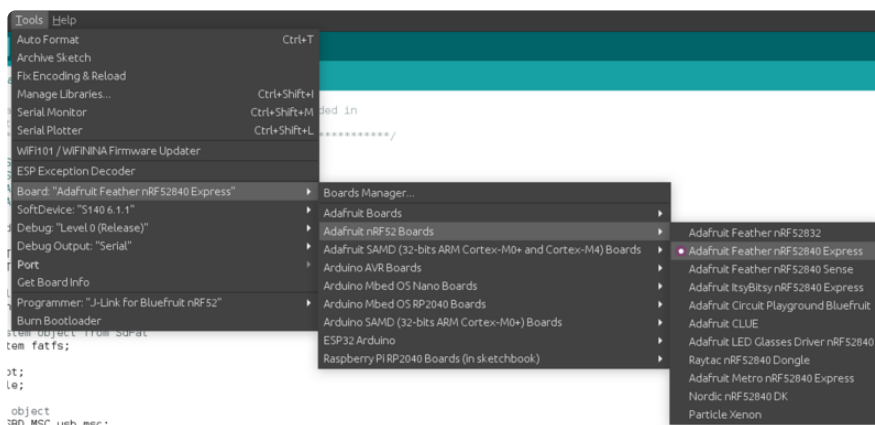 Tools Help
Auto Format Ctrl+T
Archive Sketch
Fix Encoding & Reload
Manage Libraries... Ctrl+Shift+I
Serial Monitor Ctrl+Shift+M
Serial Plotter Ctrl+Shift+L
WiFi101 / WiFiNINA Firmware Updater
ESP Exception Decoder
Board: "Adafruit Feather nRF52840 Express"
SoftDevice: "S140 6.1.1"
Debug: "Level 0 (Release)"
Debug Output: "Serial"
Port
Get Board Info
Programmer: "J-Link for Bluefruit nRF52"
Burn Bootloader
Boards Manager...
Adafruit Boards
Adafruit nRF52 Boards
Adafruit SAMD (32-bits ARM Cortex-M0+ and Cortex-M4) Boards
Arduino AVR Boards
Arduino Mbed OS Nano Boards
Arduino Mbed OS RP2040 Boards
Arduino SAMD (32-bits ARM Cortex-M0+) Boards
ESP32 Arduino
Raspberry Pi RP2040 Boards (in sketchbook)
Adafruit Feather nRF52832
Adafruit Feather nRF52840 Express
Adafruit Feather nRF52840 Sense
Adafruit ItsyBitsy nRF52840 Express
Adafruit Circuit Playground Bluefruit
Adafruit CLUE
Adafruit LED Glasses Driver nRF52840
Raytac nRF52840 Dongle
Adafruit Metro nRF52840 Express
Nordic nRF52840 DK
Particle Xenon
ded in
***********/
stem object from SdFat
tem fatfs;
ot;
le;
object